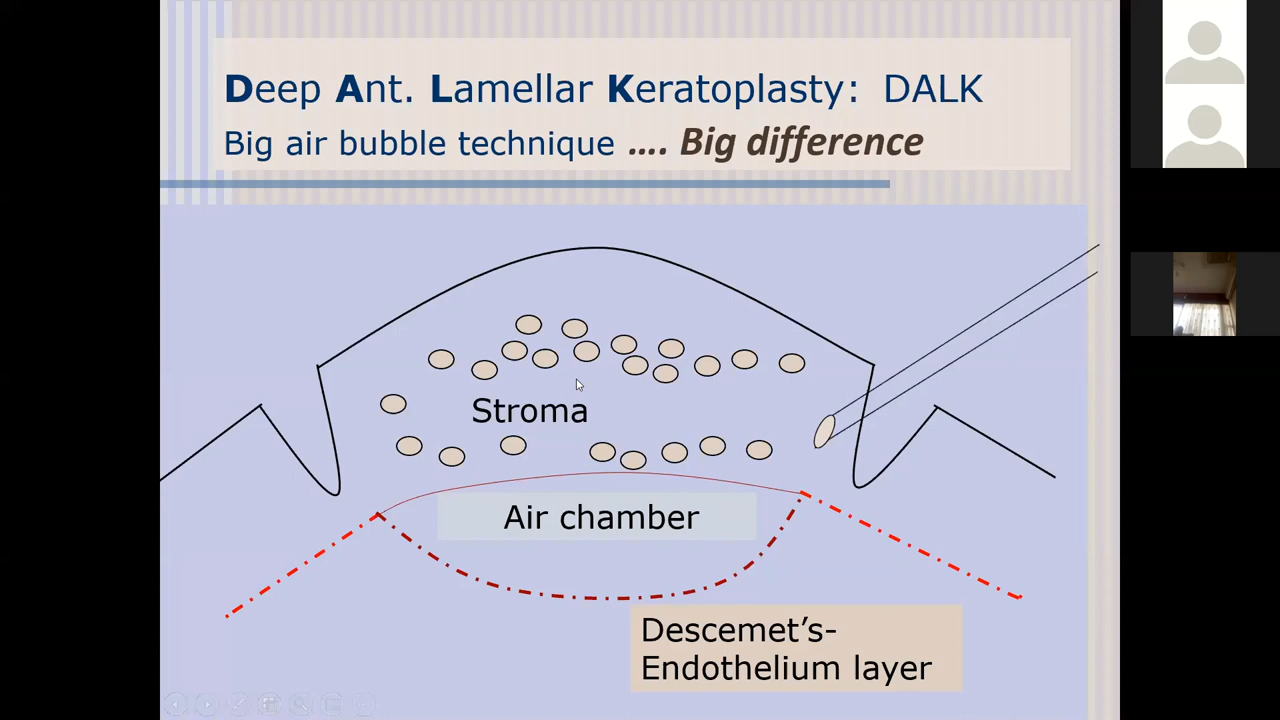 Deep Ant. Lamellar Keratoplasty: DALK
Big air bubble technique .... Big difference
Stroma
Air chamber
Descemet's-
Endothelium layer